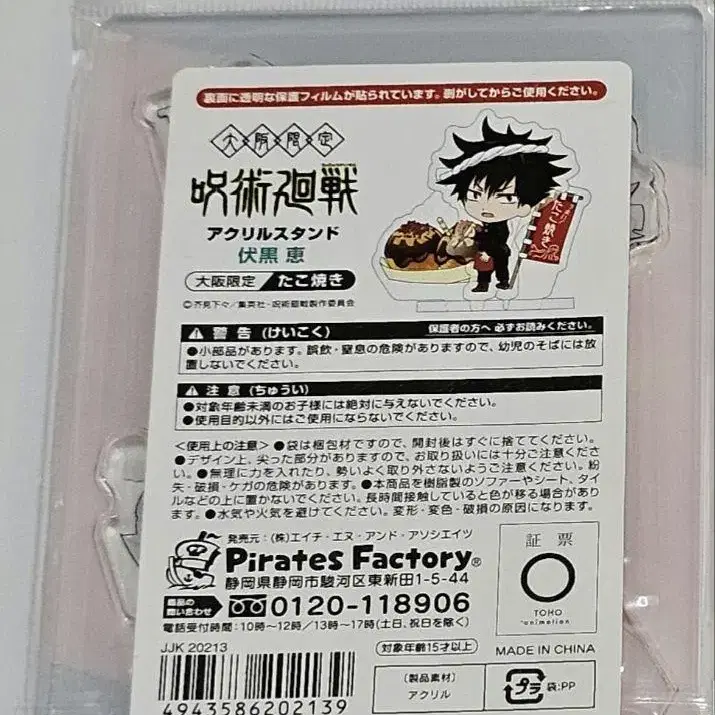 裏面に透明な保護フィルムが貼られています。剥がしてからご使用ください。
大阪限定
呪術廻戦
アクリルスタンド
伏黒 恵
大阪限定 たこ焼き
©芥見下々／集英社・呪術廻戦製作委員会
たこ焼き
警告(けいこく) 保護者の方へ 必ずお読みください。
●小部品があります。誤飲・窒息の危険がありますので、幼児のそばには放
置しないでください。
注意(ちゅうい)
●対象年齢未満のお子様には絶対に与えないでください。
●使用目的以外にはご使用にならないでください。
＜使用上の注意＞ ●袋は梱包材ですので、開封後はすぐに捨ててください。
●デザイン上、尖った部分がありますので、お取り扱いには十分ご注意くださ
い。●無理に力を入れたり、勢いよく取り外さないようご注意ください。紛
失・破損・ケガの危険があります。●本商品を樹脂製のソファーやシート、タイ
ルなどの上に置かないでください。長時間接触していると色が移る場合があり
ます。●水気や火気を避けてください。変形・変色・破損の原因になります。
発売元：(株)エイチ・エヌ・アンド・アソシエイツ
Pirates Factory®
静岡県静岡市駿河区東新田1-5-44
商品のお問い合わせ 0120-118906
電話受付時間：10時〜12時／13時〜17時(土日、祝日を除く)
証票
TOHO
animation
JJK 20213
対象年齢15才以上
MADE IN CHINA
4943586202139
〔製品素材〕
アクリル
プラ 袋:PP